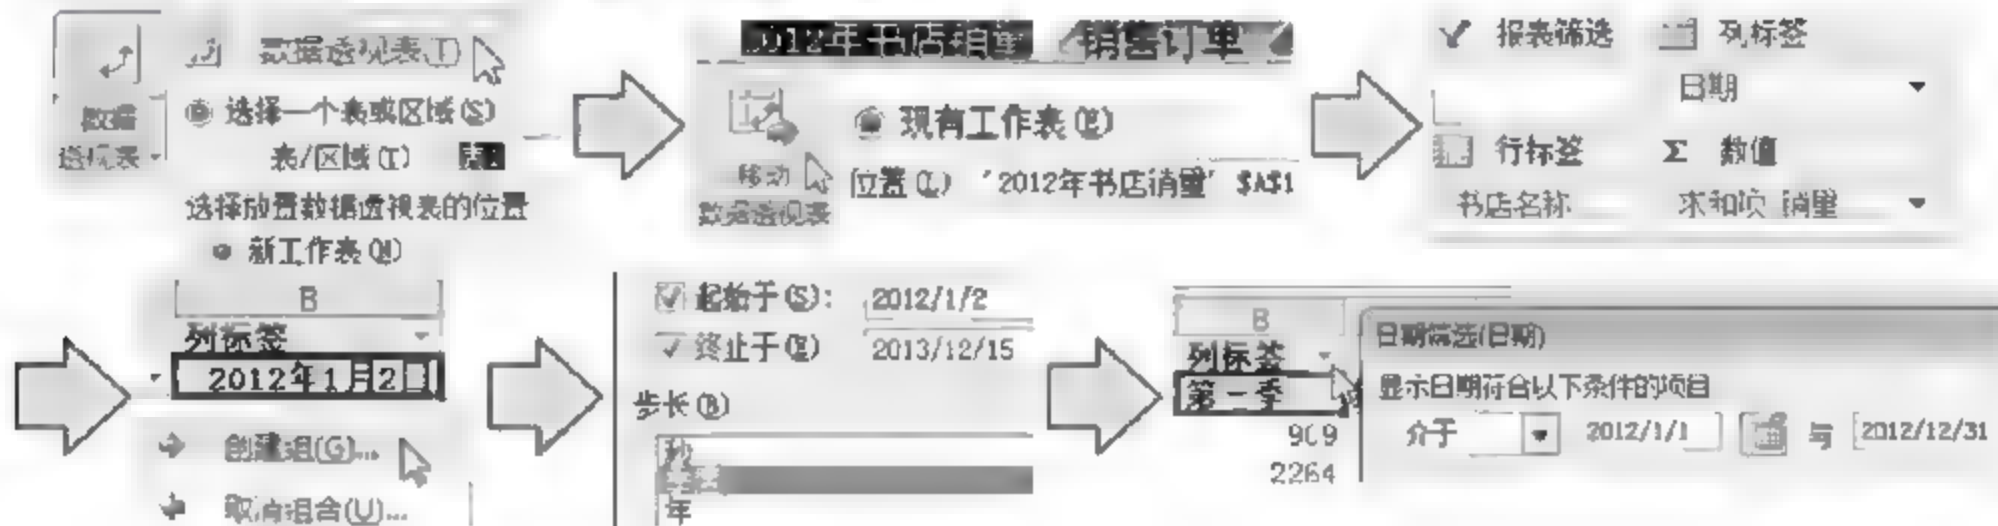 数据透视表(T)
数据
透视表
选择一个表或区域(S)
表/区域(T)
选择放置数据透视表的位置
新工作表(N)
2012年书店销量 销售订单
移动
数据透视表
现有工作表(E)
位置(L) '2012年书店销量' $A$1
报表筛选 列标签
日期
行标签 Σ 数值
书店名称 求和项 销量
B
列标签
2012年1月2日
创建组(G)...
取消组合(U)...
起始于(S): 2012/1/2
终止于(E) 2013/12/15
步长(B)
秒
年
B
列标签
第一季
909
2264
日期筛选(日期)
显示日期符合以下条件的项目
介于 2012/1/1 与 2012/12/31